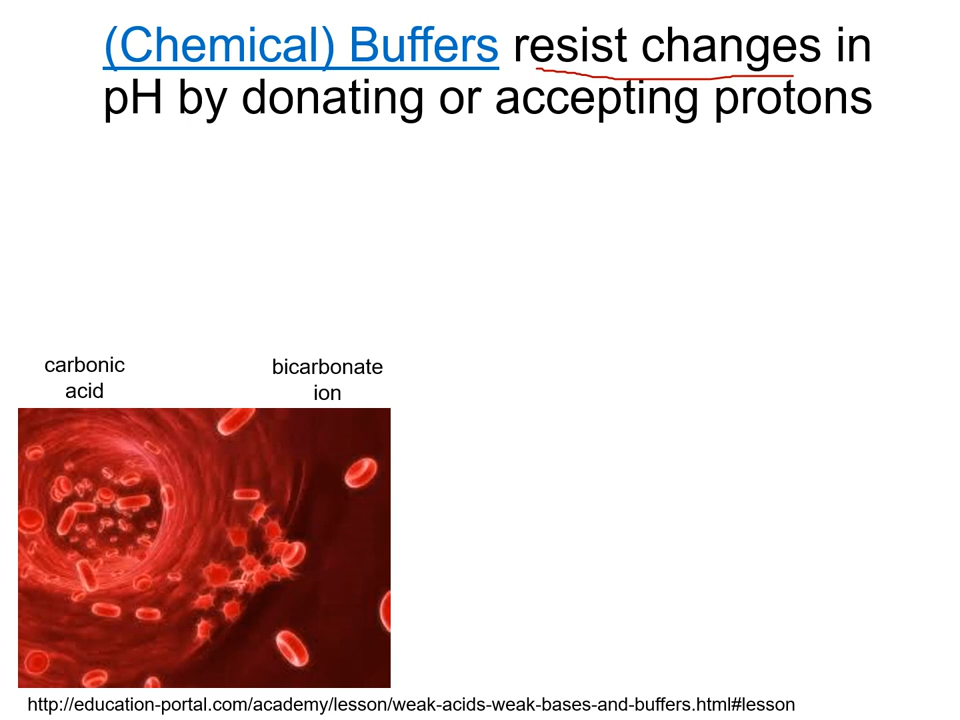 (Chemical) Buffers resist changes in
pH by donating or accepting protons
carbonic
acid
bicarbonate
ion
http://education-portal.com/academy/lesson/weak-acids-weak-bases-and-buffers.html#lesson